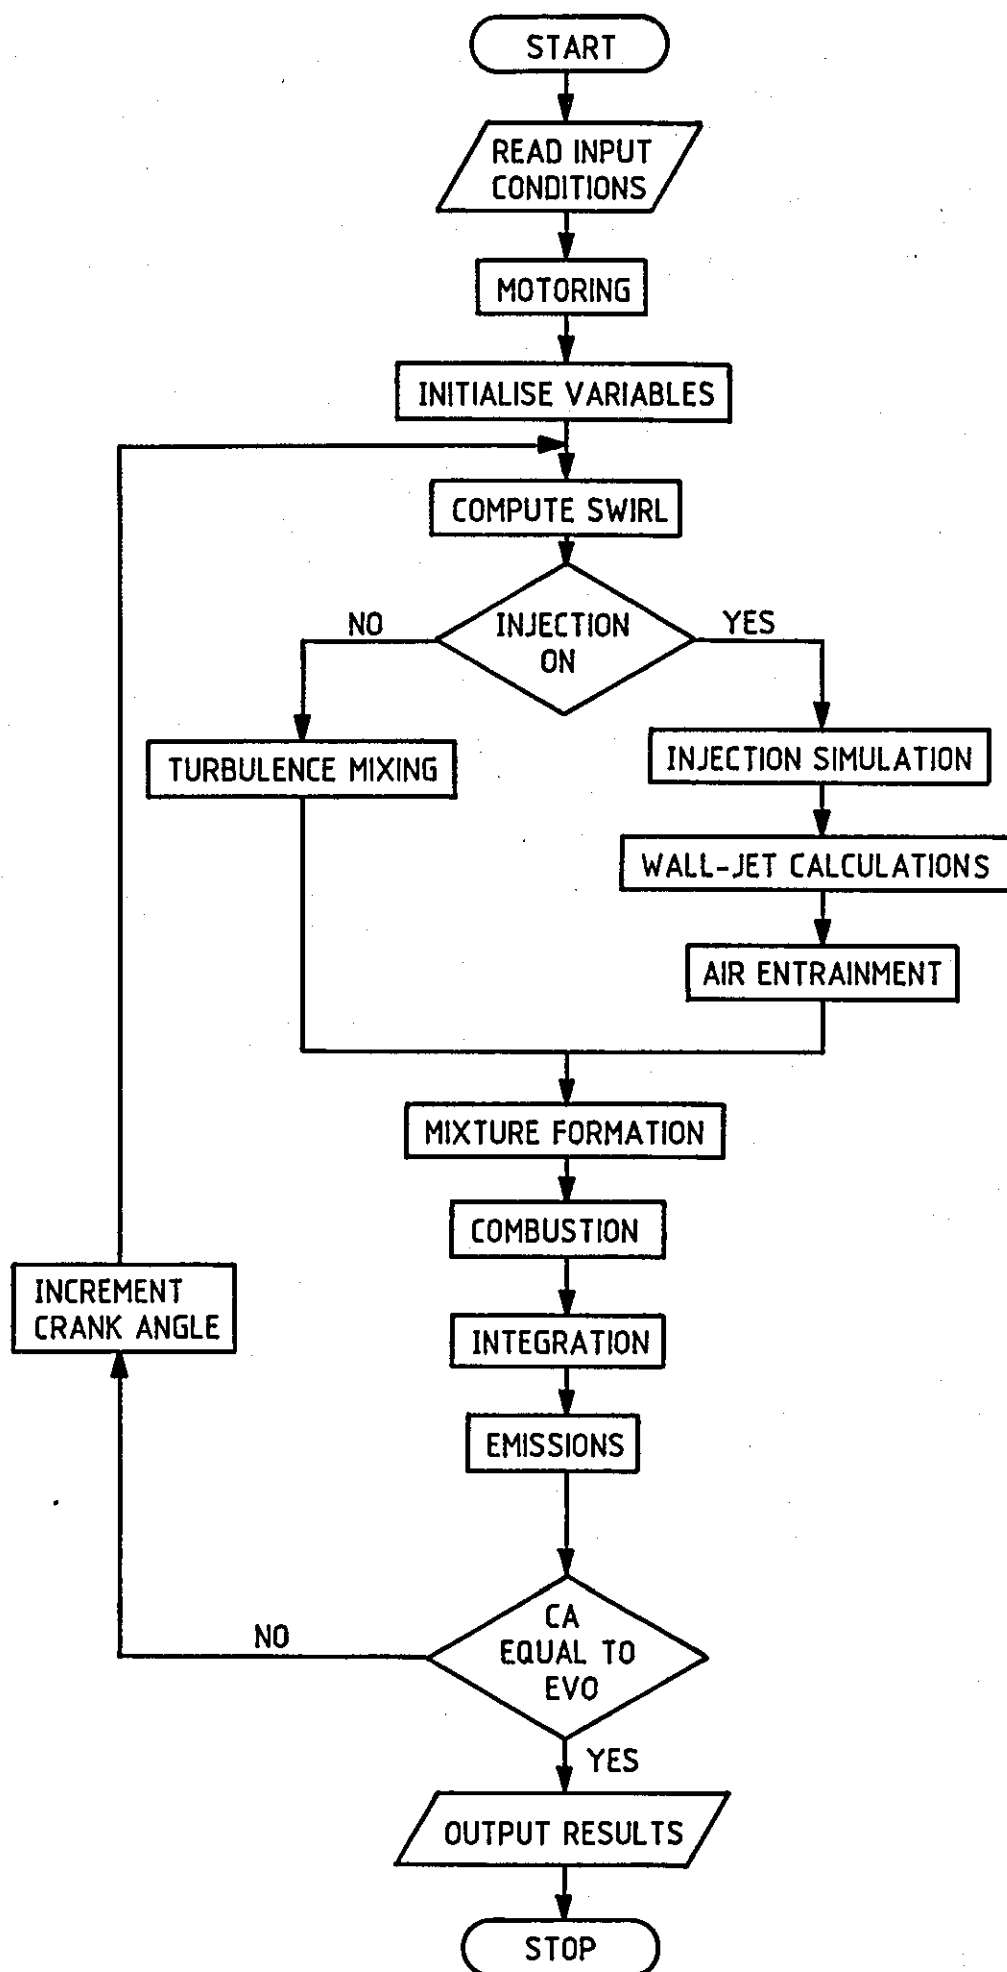 START
READ INPUT
CONDITIONS
MOTORING
INITIALISE VARIABLES
COMPUTE SWIRL
INJECTION
ON
NO
YES
TURBULENCE MIXING
INJECTION SIMULATION
WALL-JET CALCULATIONS
AIR ENTRAINMENT
MIXTURE FORMATION
COMBUSTION
INCREMENT
CRANK ANGLE
INTEGRATION
EMISSIONS
CA
EQUAL TO
EVO
NO
YES
OUTPUT RESULTS
STOP